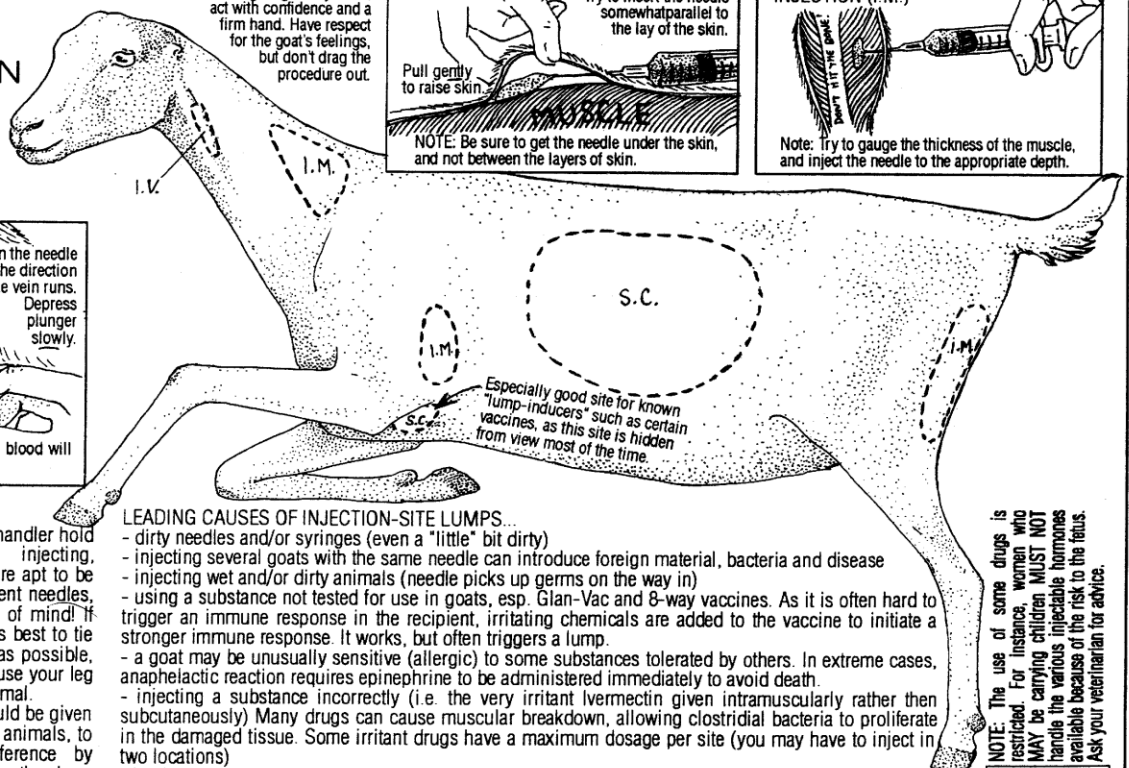 act with confidence and a
firm hand. Have respect
for the goat's feelings,
but don't drag the
procedure out.
N
somewhatparallel to
the lay of the skin.
Pull gently
to raise skin.
MUSCLE
NOTE: Be sure to get the needle under the skin,
and not between the layers of skin.
DON'T HIT THE BONE!
Note: Try to gauge the thickness of the muscle,
and inject the needle to the appropriate depth.
I.V.
I.M.
S.C.
I.M.
I.M.
S.C.
Especially good site for known
"lump-inducers" such as certain
vaccines, as this site is hidden
from view most of the time.
the needle
direction
vein runs.
Depress
plunger
slowly.
blood will
handler hold
injecting,
apt to be
needles,
of mind! If
best to tie
as possible,
use your leg
be given
animals, to
by
LEADING CAUSES OF INJECTION-SITE LUMPS...
- dirty needles and/or syringes (even a "little" bit dirty)
- injecting several goats with the same needle can introduce foreign material, bacteria and disease
- injecting wet and/or dirty animals (needle picks up germs on the way in)
- using a substance not tested for use in goats, esp. Glan-Vac and 8-way vaccines. As it is often hard to
trigger an immune response in the recipient, irritating chemicals are added to the vaccine to initiate a
stronger immune response. It works, but often triggers a lump.
- a goat may be unusually sensitive (allergic) to some substances tolerated by others. In extreme cases,
anaphelactic reaction requires epinephrine to be administered immediately to avoid death.
- injecting a substance incorrectly (i.e. the very irritant Ivermectin given intramuscularly rather then
subcutaneously) Many drugs can cause muscular breakdown, allowing clostridial bacteria to proliferate
in the damaged tissue. Some irritant drugs have a maximum dosage per site (you may have to inject in
two locations)
NOTE: The use of some drugs is
restricted. For instance, women who
MAY be carrying children MUST NOT
handle the various injectable hormones
available because of the risk to the fetus.
Ask your veterinarian for advice.